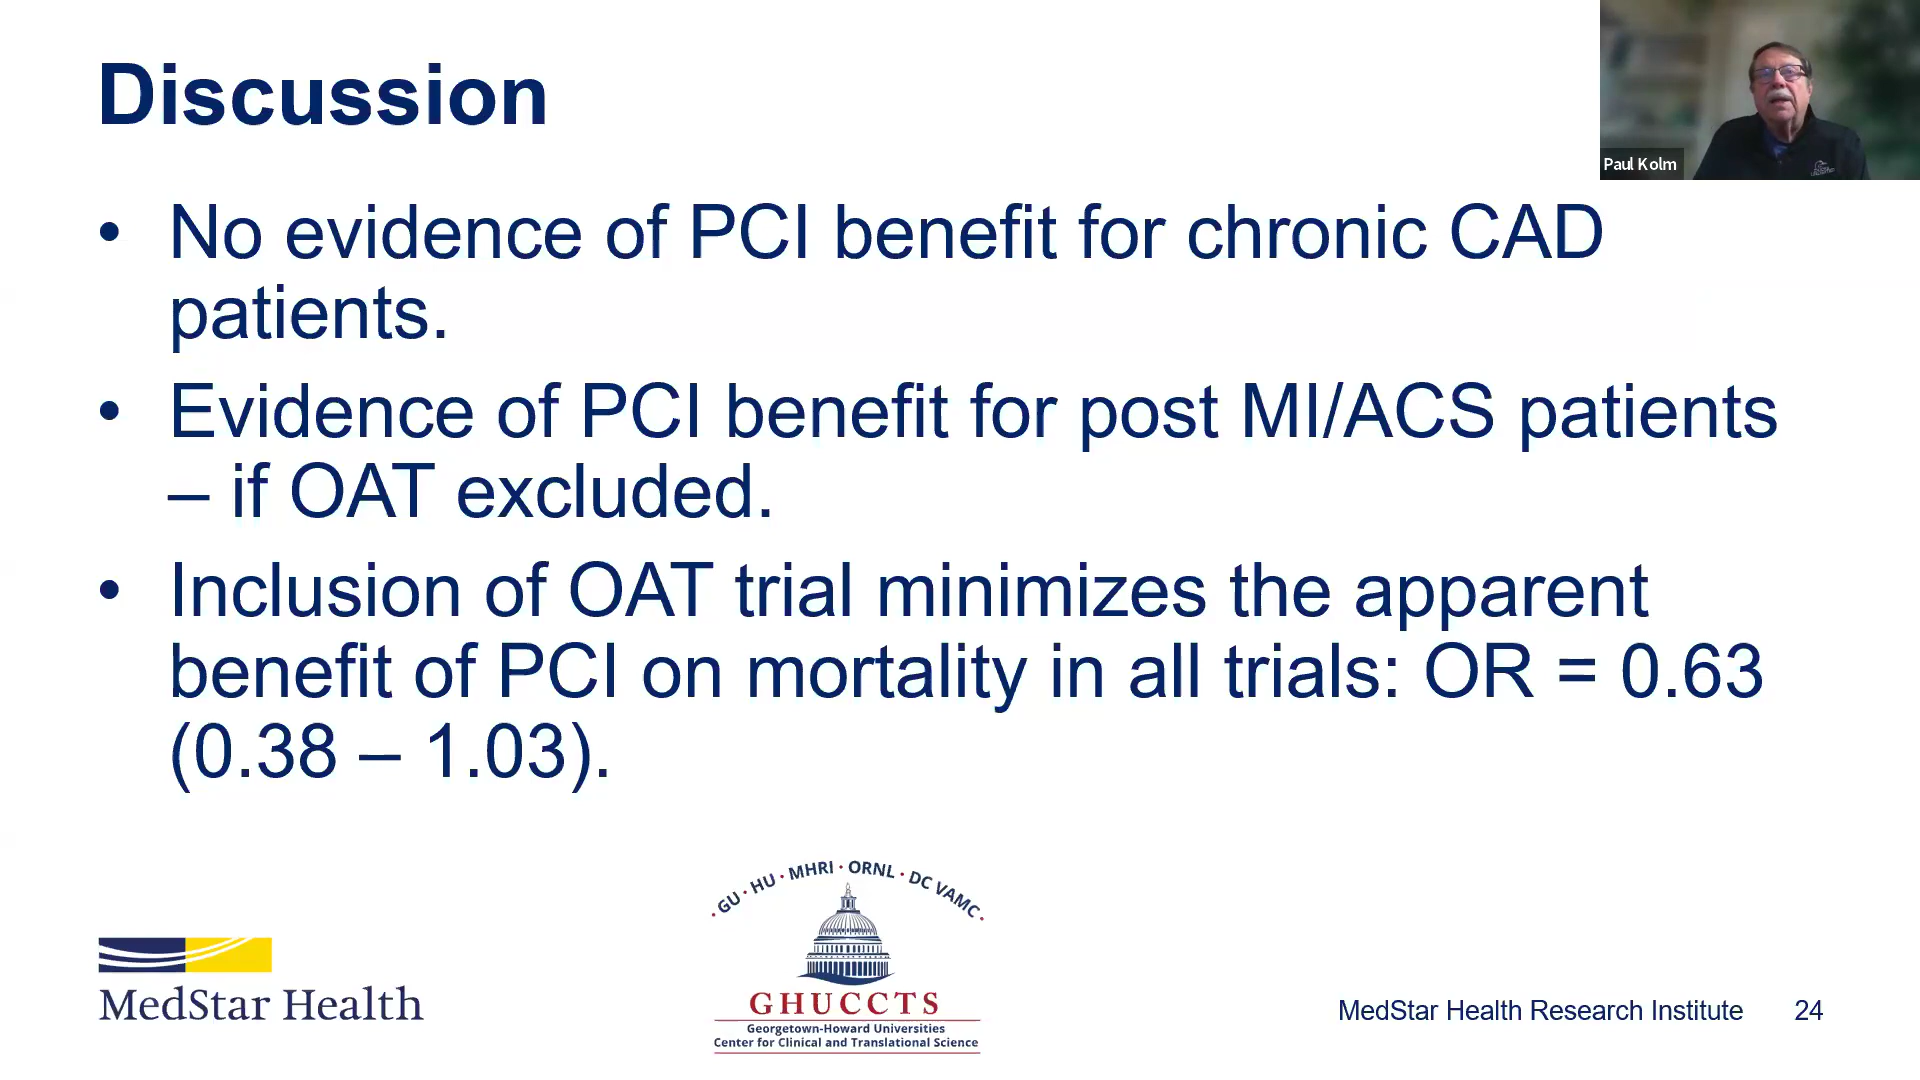 Discussion
Paul Kolm
• No evidence of PCI benefit for chronic CAD
patients.
• Evidence of PCI benefit for post MI/ACS patients
– if OAT excluded.
• Inclusion of OAT trial minimizes the apparent
benefit of PCI on mortality in all trials: OR = 0.63
(0.38 – 1.03).
· GU · HU · MHRI · ORNL · DC VAMC ·
GHUCCTS
Georgetown-Howard Universities
Center for Clinical and Translational Science
MedStar Health
MedStar Health Research Institute 24